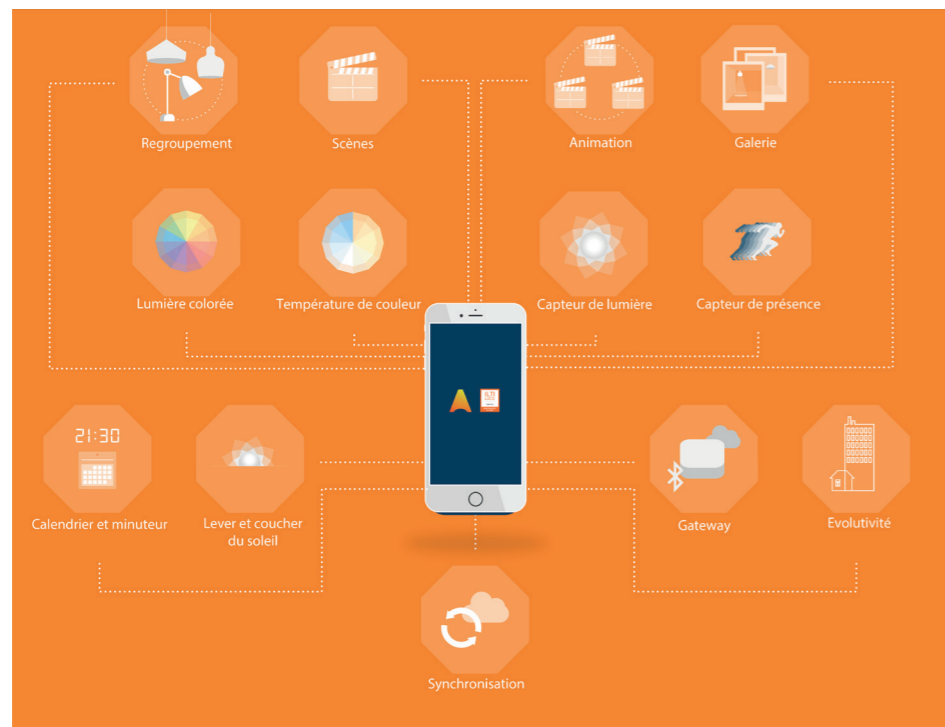 Regroupement
Scènes
Animation
Galerie
Lumière colorée
Température de couleur
Capteur de lumière
Capteur de présence
21:30
Calendrier et minuteur
Lever et coucher
du soleil
Gateway
Evolutivité
Synchronisation